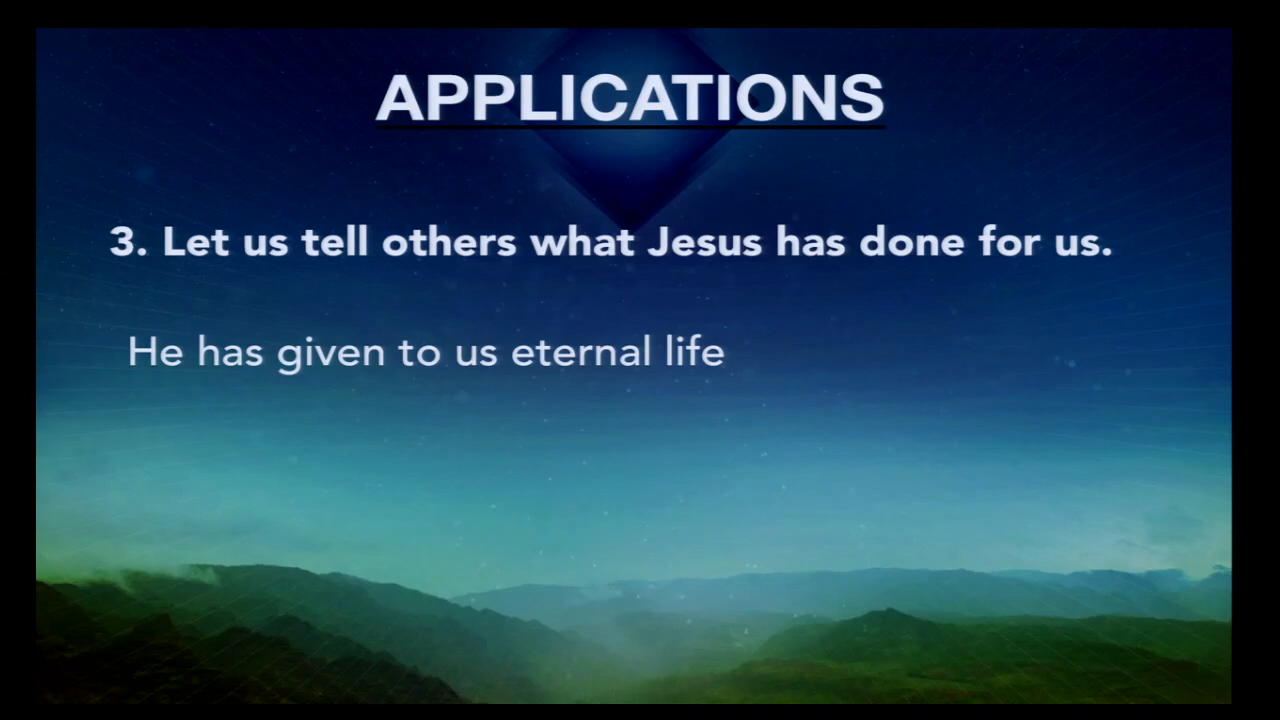 APPLICATIONS
3. Let us tell others what Jesus has done for us.
He has given to us eternal life